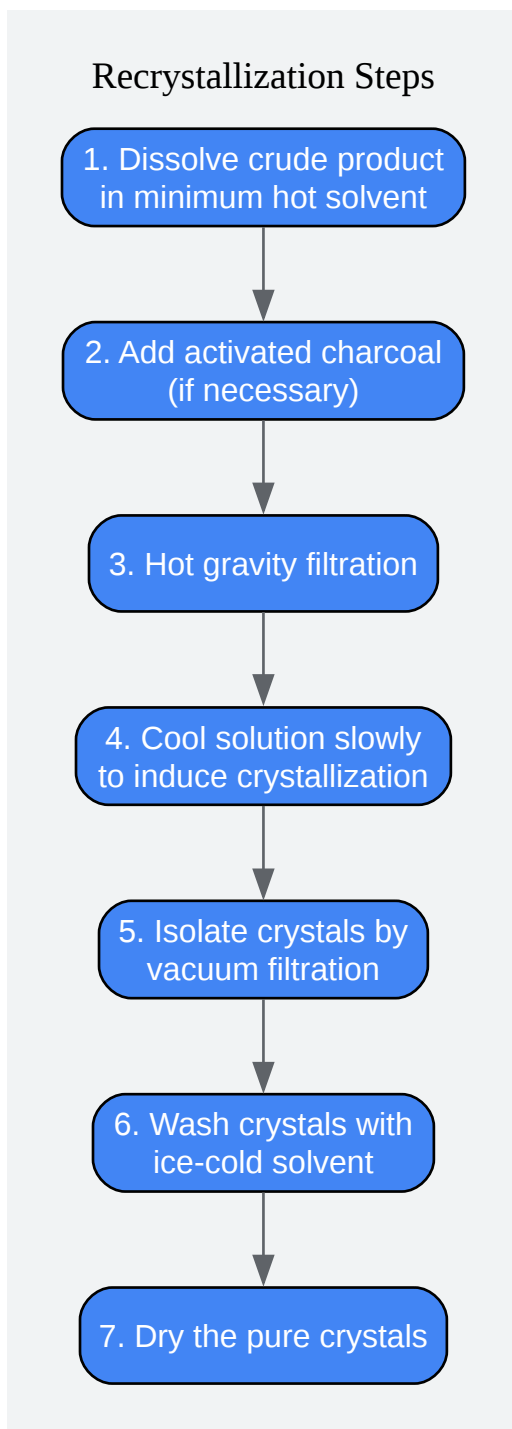 Recrystallization Steps
1. Dissolve crude product
in minimum hot solvent
2. Add activated charcoal
(if necessary)
3. Hot gravity filtration
4. Cool solution slowly
to induce crystallization
5. Isolate crystals by
vacuum filtration
6. Wash crystals with
ice-cold solvent
7. Dry the pure crystals